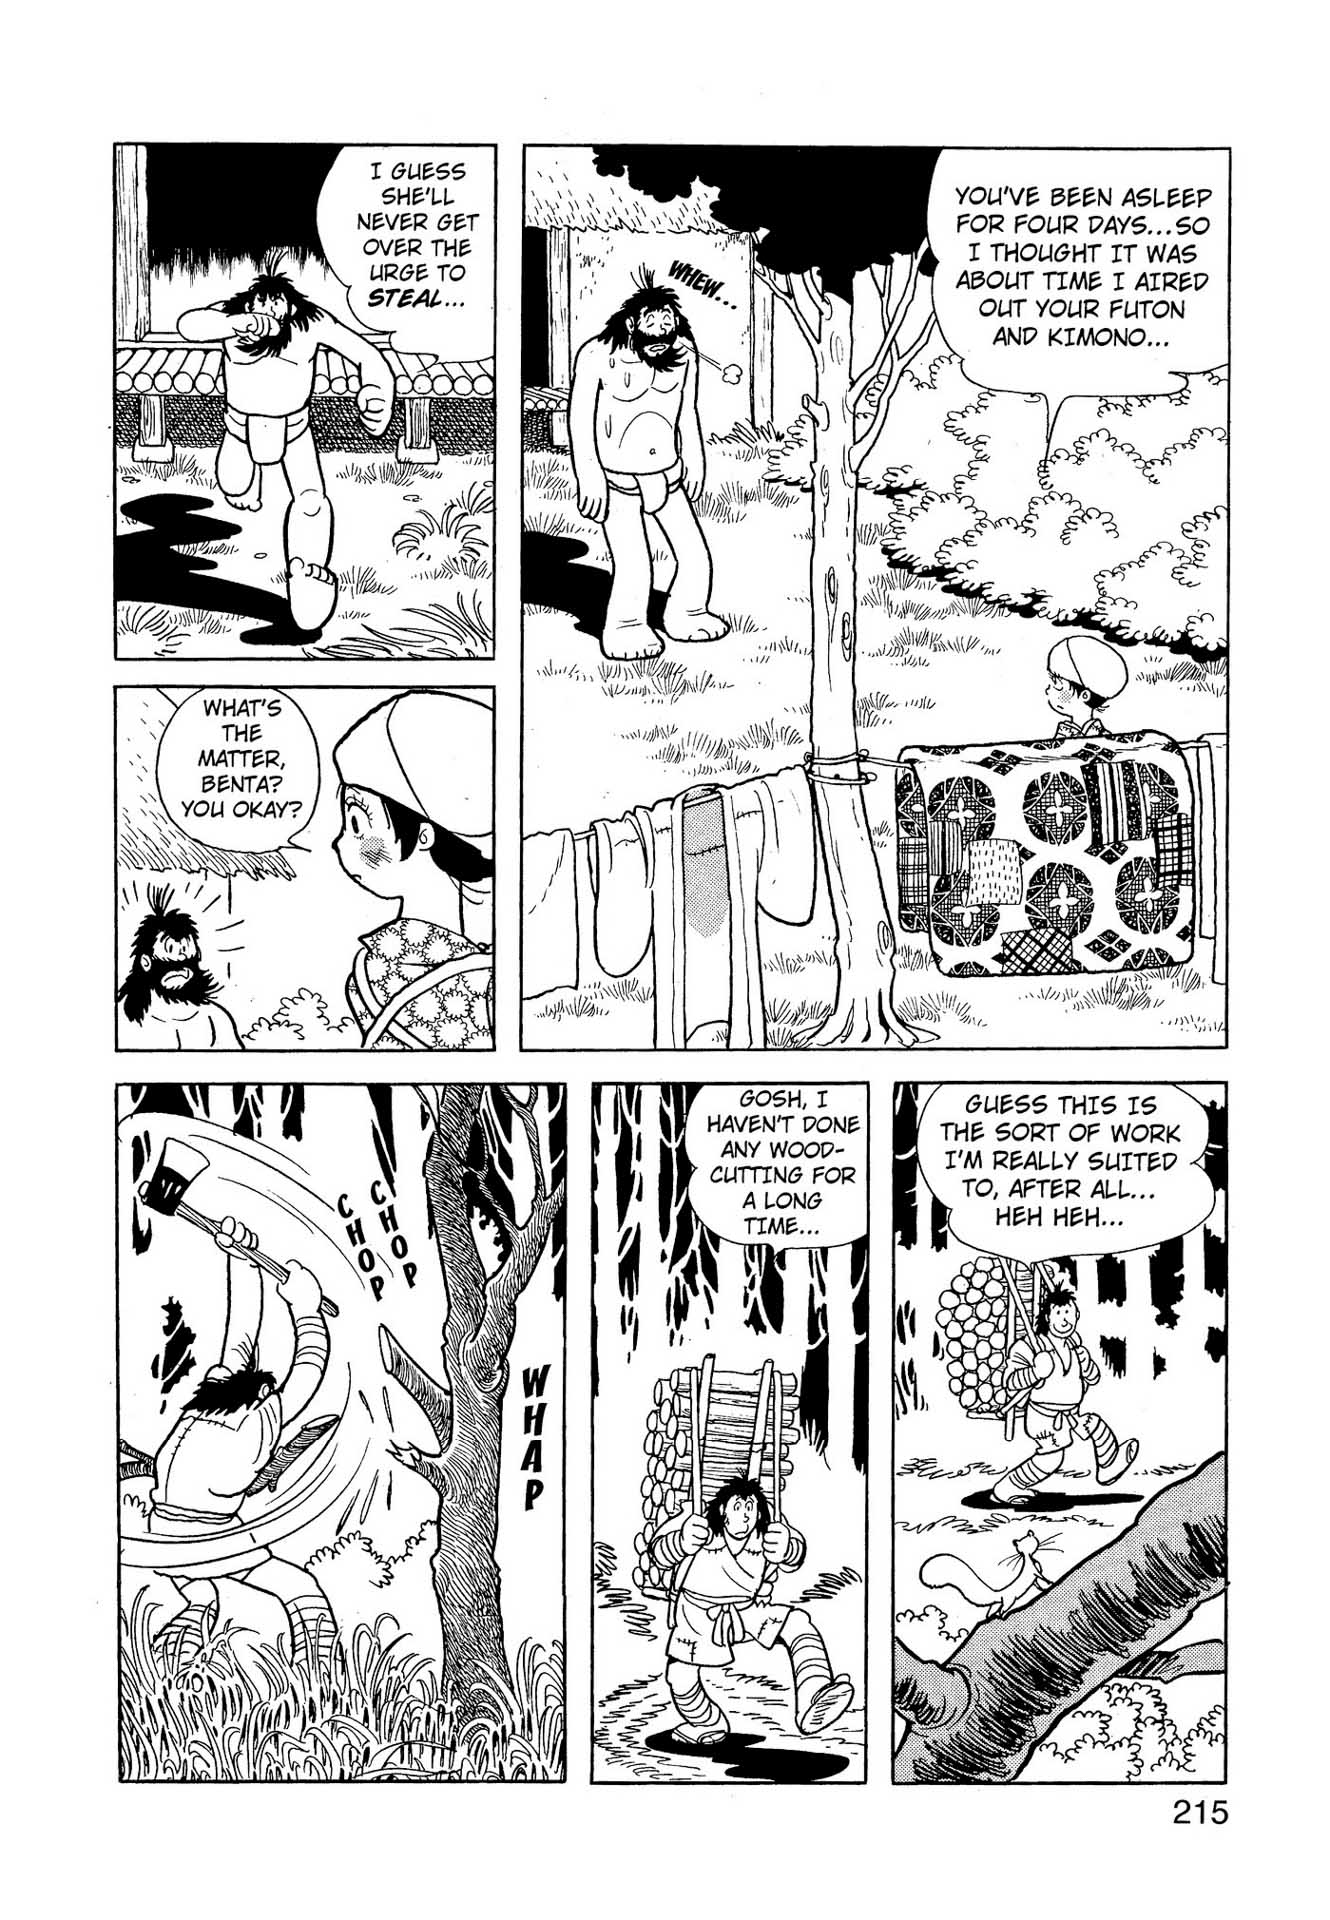 I GUESS
SHE'LL
NEVER GET
OVER THE
URGE TO
STEAL...
WHAT'S
THE
MATTER,
BENTA?
YOU OKAY?
WHEW...
YOU'VE BEEN ASLEEP
FOR FOUR DAYS...SO
I THOUGHT IT WAS
ABOUT TIME I AIRED
OUT YOUR FUTON
AND KIMONO...
CHOP
CHOP
WHAP
GOSH, I
HAVEN'T DONE
ANY WOOD-
CUTTING FOR
A LONG
TIME...
GUESS THIS IS
THE SORT OF WORK
I'M REALLY SUITED
TO, AFTER ALL...
HEH HEH...
215